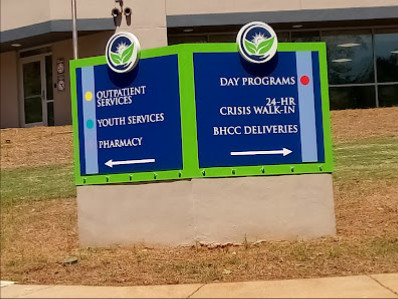 OUTPATIENT
SERVICES
YOUTH SERVICES
PHARMACY
DAY PROGRAMS
24-HR
CRISIS WALK-IN
BHCC DELIVERIES